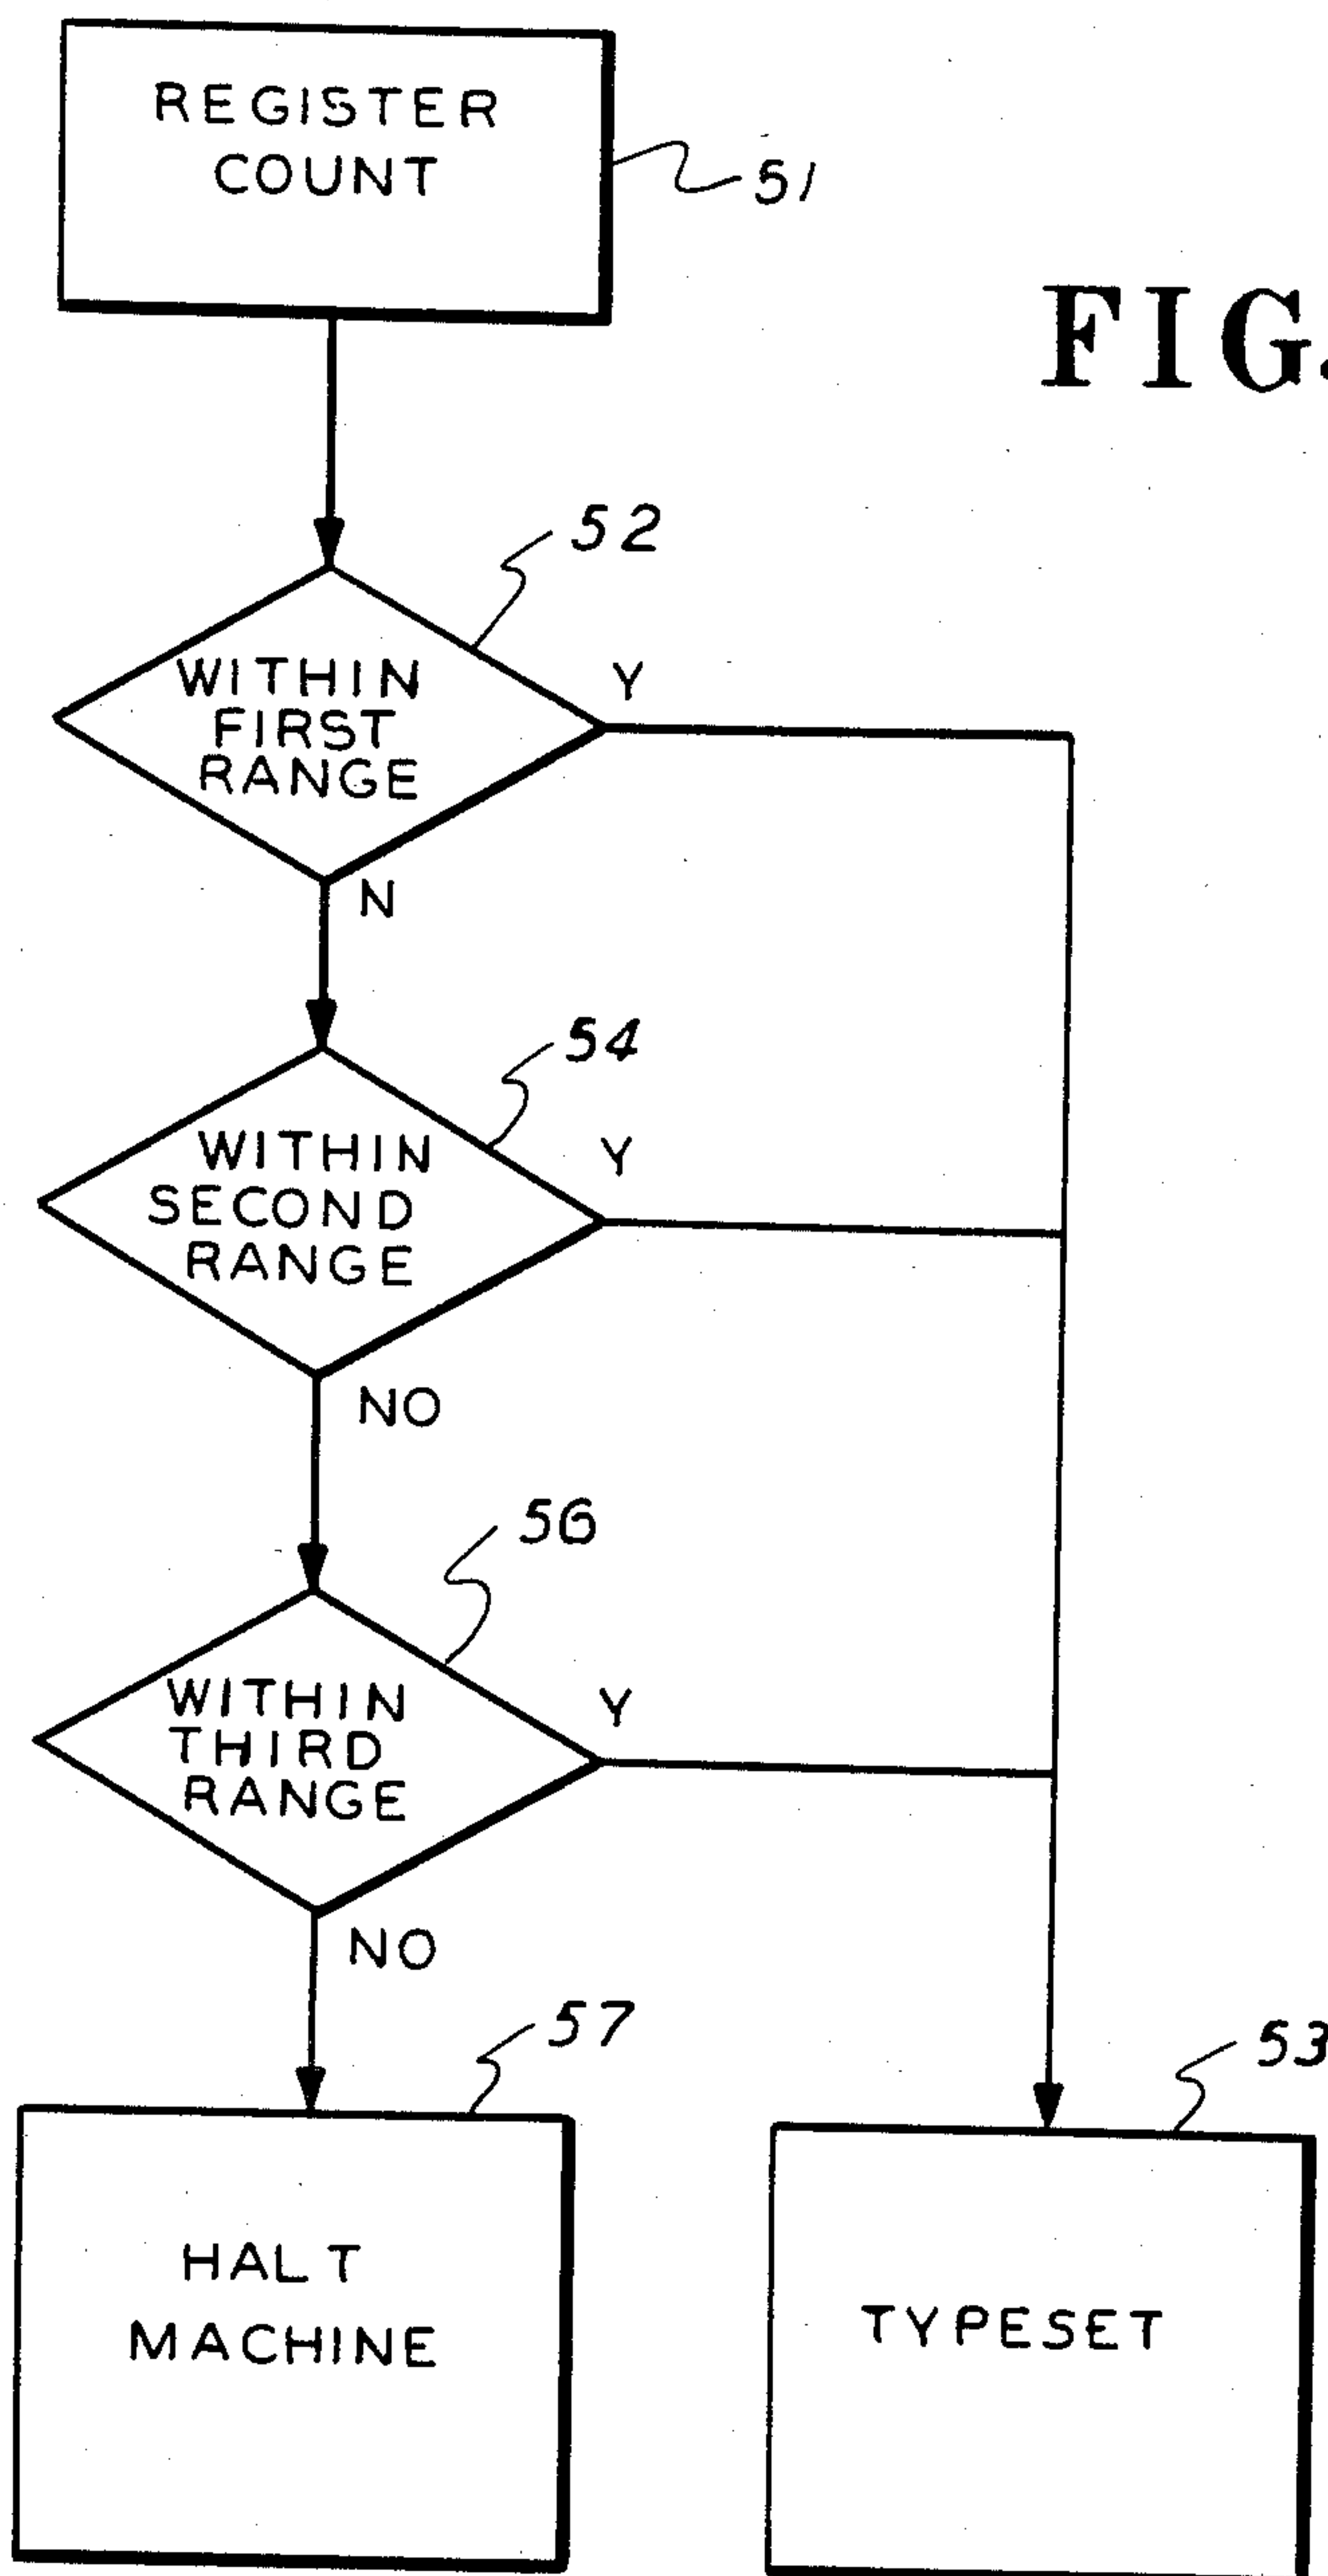 REGISTER
COUNT
51
FIG.
52
WITHIN
FIRST
RANGE
Y
N
54
WITHIN
SECOND
RANGE
Y
NO
56
WITHIN
THIRD
RANGE
Y
NO
57
53
HALT
MACHINE
TYPESET